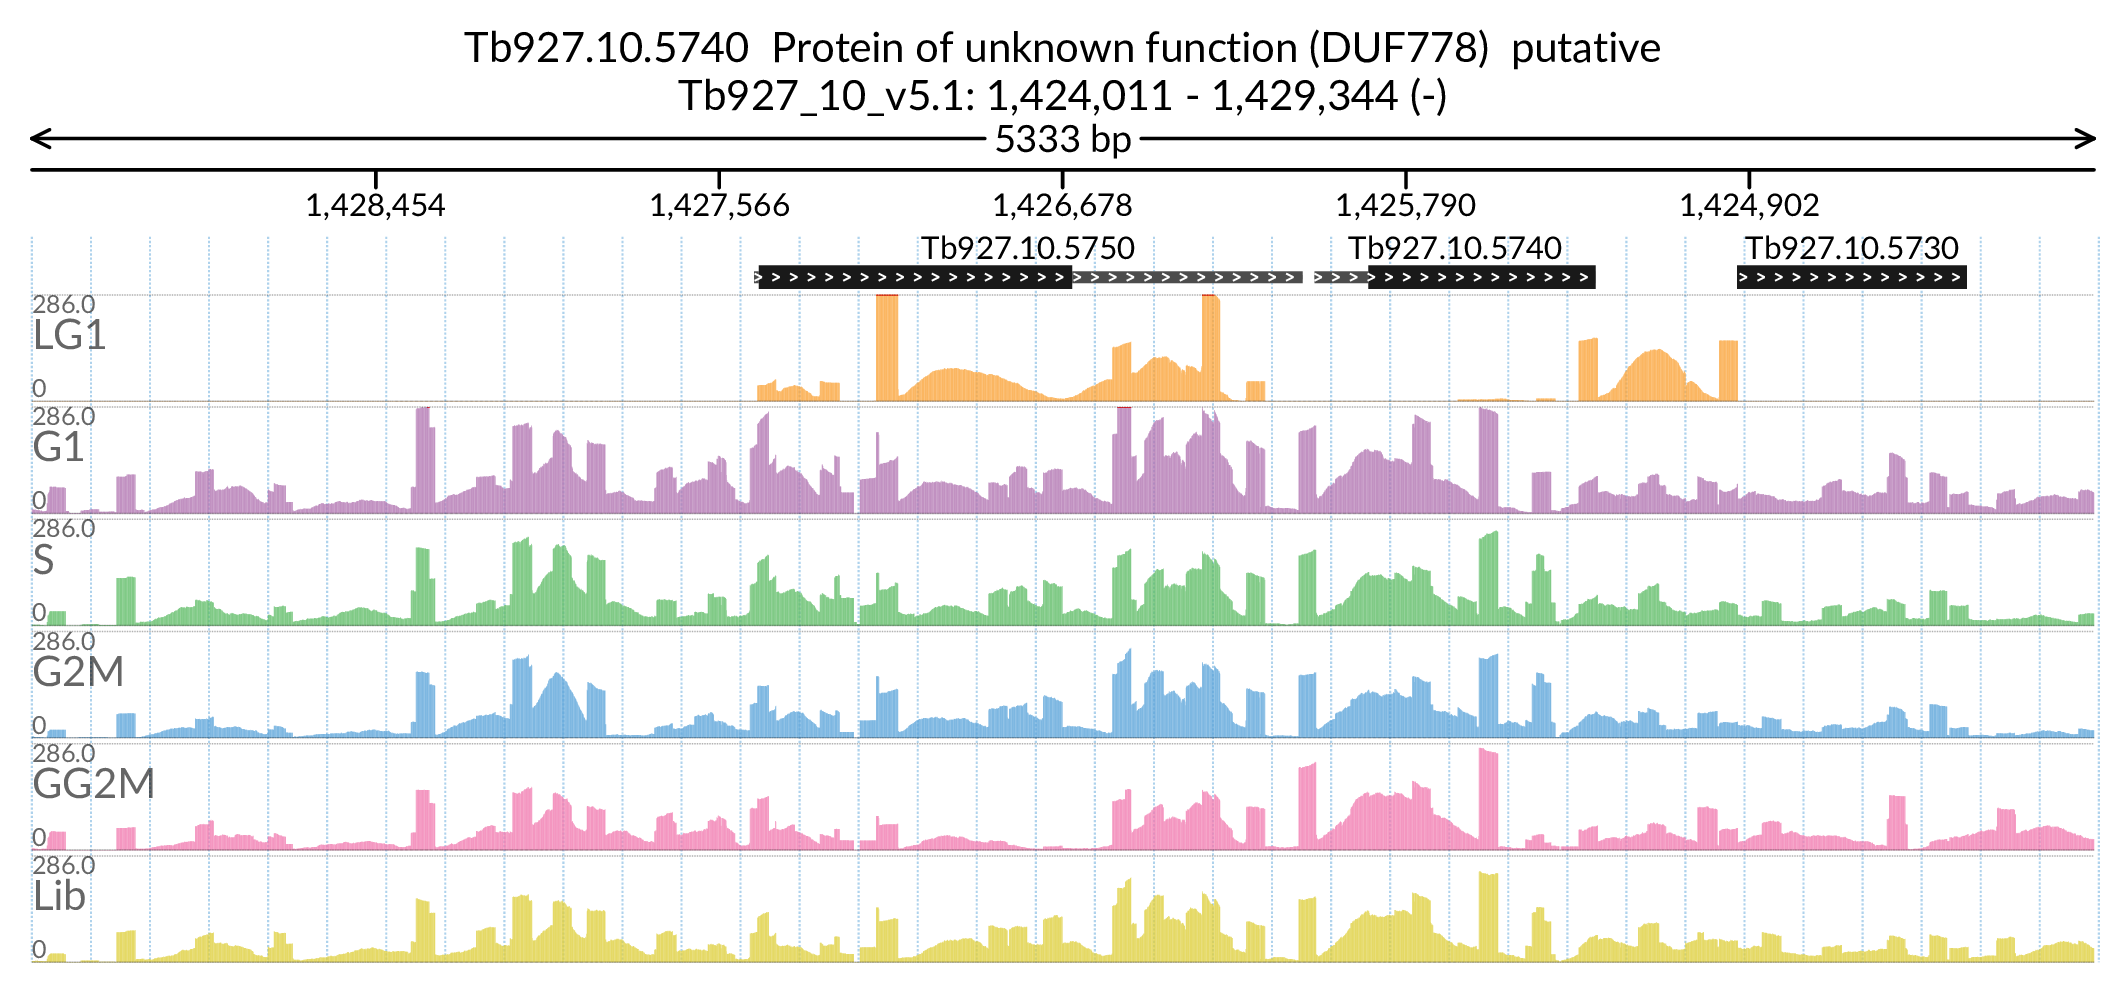 Tb927.10.5740 Protein of unknown function (DUF778) putative
Tb927_10_v5.1: 1,424,011 - 1,429,344 (-)
5333 bp
1,428,454 1,427,566 1,426,678 1,425,790 1,424,902
Tb927.10.5750 Tb927.10.5740 Tb927.10.5730
286.0
LG1
0
286.0
G1
0
286.0
S
0
286.0
G2M
0
286.0
GG2M
0
286.0
Lib
0